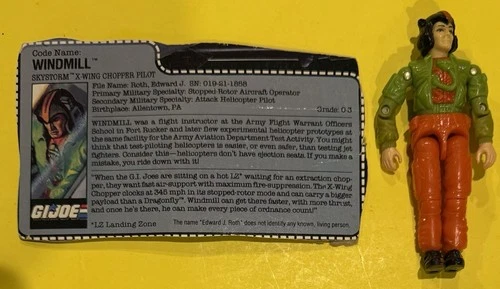 Code Name:
WINDMILL™
SKYSTORM™ X-WING CHOPPER PILOT
File Name: Roth, Edward J. SN: 019-21-1858
Primary Military Specialty: Stopped Rotor Aircraft Operator
Secondary Military Specialty: Attack Helicopter Pilot
Birthplace: Allentown, PA Grade: O-3
WINDMILL was a flight instructor at the Army Flight Warrant Officers
School in Fort Rucker and later flew experimental helicopter prototypes at
the same facility for the Army Aviation Department Test Activity. You might
think that test-piloting helicopters is easier, or even safer, than testing jet
fighters. Consider this—helicopters don't have ejection seats. If you make a
mistake, you ride down with it!
"When the G.I. Joes are sitting on a hot LZ* waiting for an extraction chop-
per, they want fast air-support with maximum fire-suppression. The X-Wing
Chopper clocks at 345 mph in its stopped-rotor mode and can carry a bigger
payload than a Dragonfly™. Windmill can get there faster, with more thrust,
and once he's there, he can make every piece of ordnance count!"
G.I.JOE
*LZ Landing Zone
The name "Edward J. Roth" does not identify any known, living person.